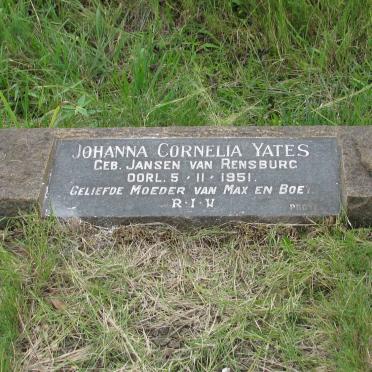 JOHANNA CORNELIA YATES
GEB. JANSEN VAN RENSBURG
OORL. 5·11·1951.
GELIEFDE MOEDER VAN MAX EN BOET.
R·I·W